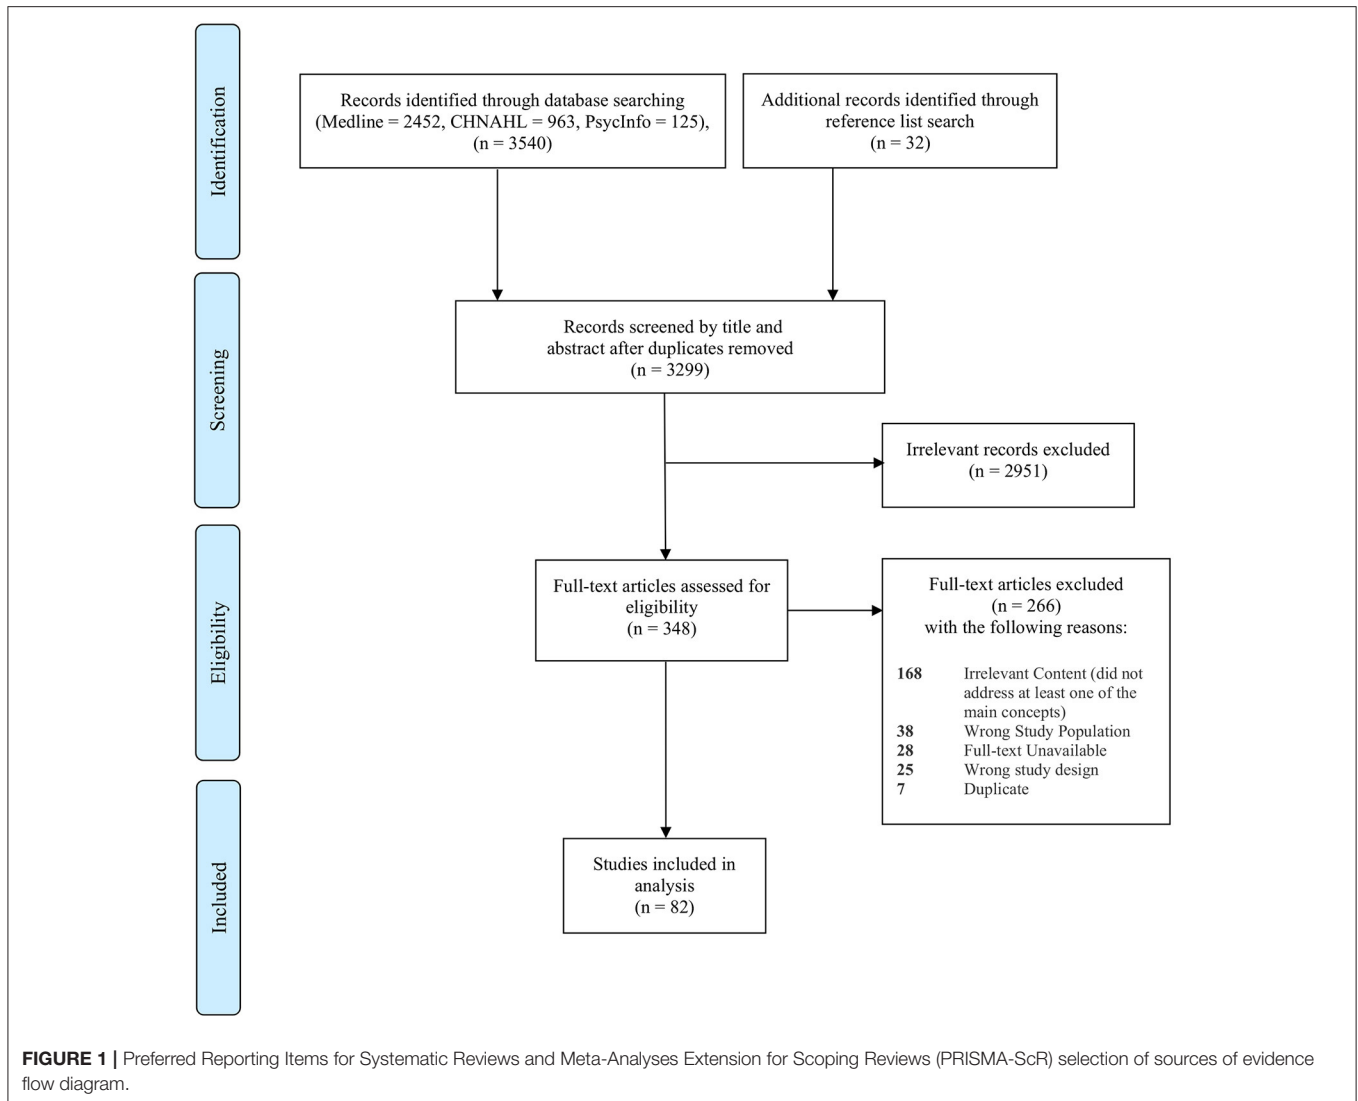 Identification
Records identified through database searching
(Medline = 2452, CHNAHL = 963, PsycInfo = 125),
(n = 3540)
Additional records identified through
reference list search
(n = 32)
Screening
Records screened by title and
abstract after duplicates removed
(n = 3299)
Irrelevant records excluded
(n = 2951)
Eligibility
Full-text articles assessed for
eligibility
(n = 348)
Full-text articles excluded
(n = 266)
with the following reasons:
168 Irrelevant Content (did not
address at least one of the
main concepts)
38 Wrong Study Population
28 Full-text Unavailable
25 Wrong study design
7 Duplicate
Included
Studies included in
analysis
(n = 82)
FIGURE 1 | Preferred Reporting Items for Systematic Reviews and Meta-Analyses Extension for Scoping Reviews (PRISMA-ScR) selection of sources of evidence
flow diagram.